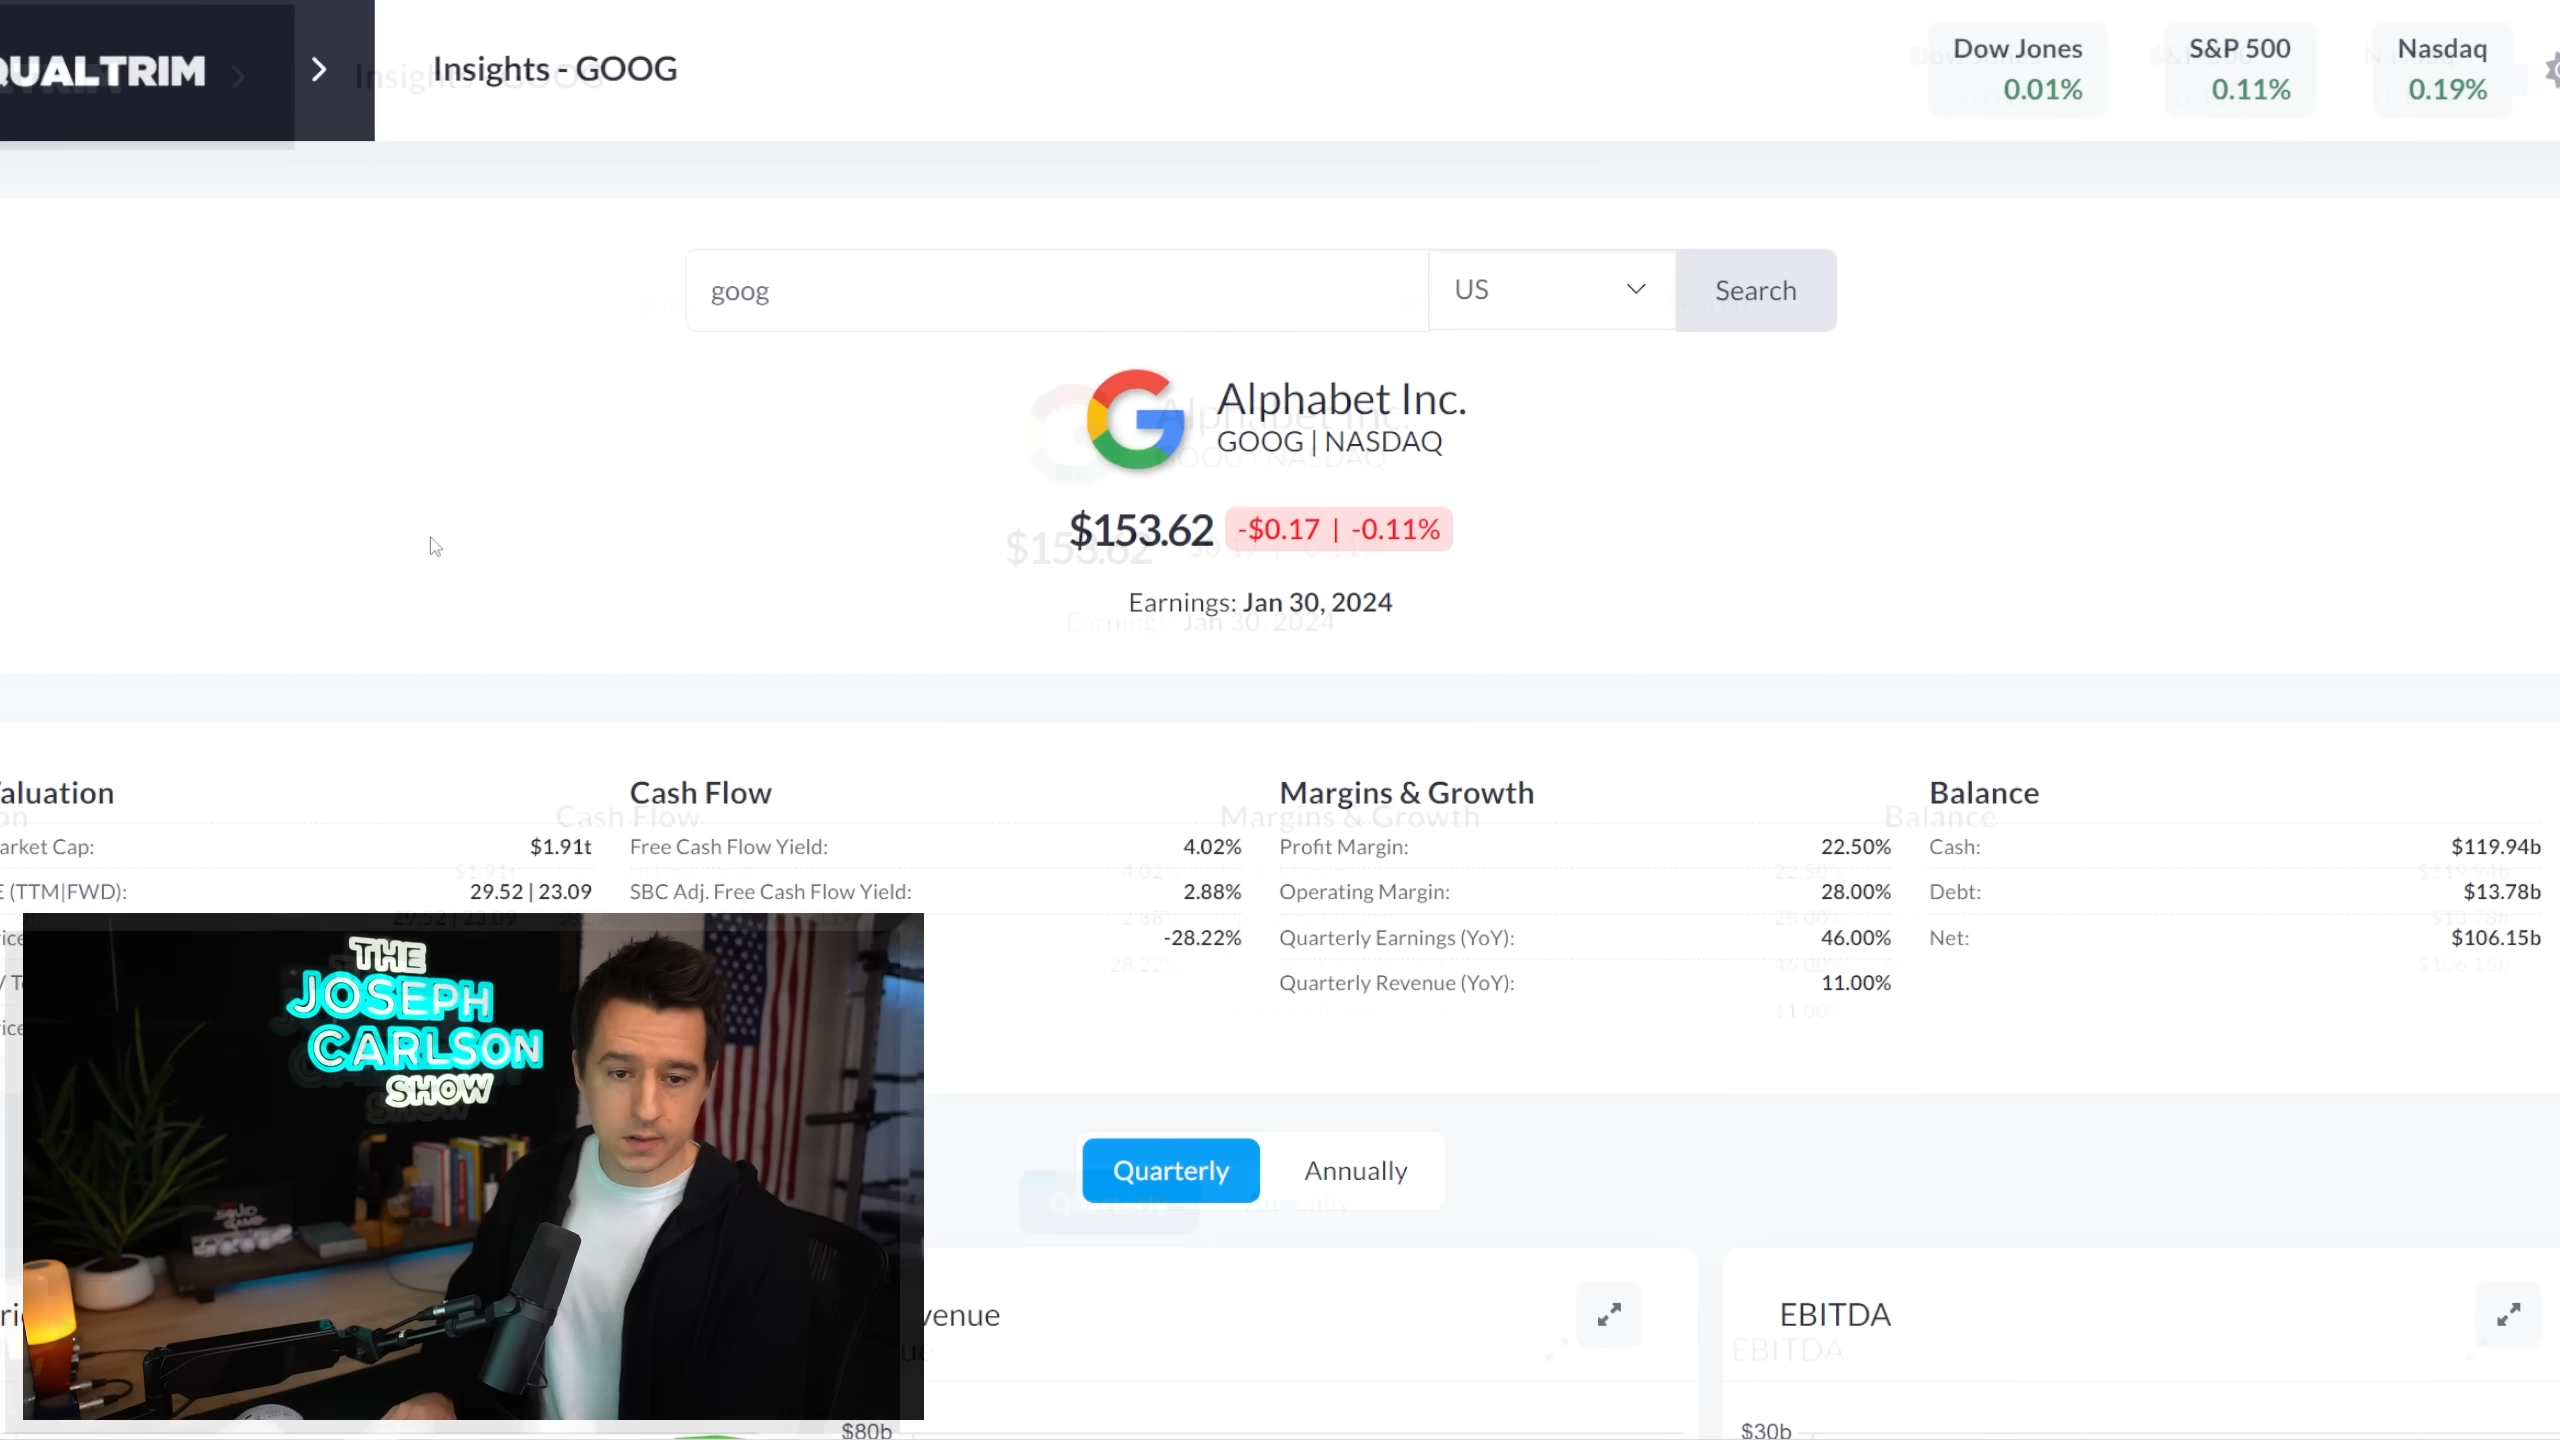 QUALTRIM
Insights - GOOG
Dow Jones
0.01%
S&P 500
0.11%
Nasdaq
0.19%
goog
US
Search
Alphabet Inc.
GOOG | NASDAQ
$153.62
-$0.17 | -0.11%
Earnings: Jan 30, 2024
aluation
arket Cap: $1.91t
E (TTM|FWD): 29.52 | 23.09
Cash Flow
Free Cash Flow Yield: 4.02%
SBC Adj. Free Cash Flow Yield: 2.88%
-28.22%
Margins & Growth
Profit Margin: 22.50%
Operating Margin: 28.00%
Quarterly Earnings (YoY): 46.00%
Quarterly Revenue (YoY): 11.00%
Balance
Cash: $119.94b
Debt: $13.78b
Net: $106.15b
THE
JOSEPH
CARLSON
SHOW
Quarterly
Annually
venue
EBITDA
$80b
$30b